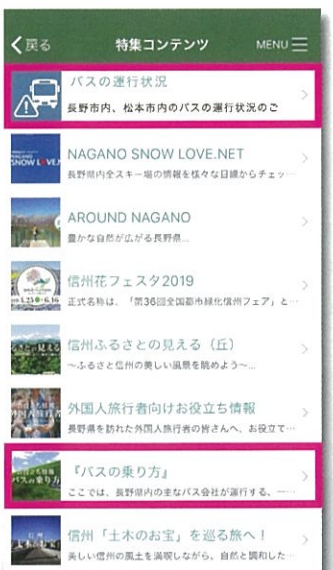 戻る 特集コンテンツ MENU
バスの運行状況
長野市内、松本市内のバスの運行状況のご
NAGANO SNOW LOVE.NET
長野県内全スキー場の情報を様々な目線からチェッ…
AROUND NAGANO
豊かな自然が広がる長野県...
信州花フェスタ2019
正式名称は、「第36回全国都市緑化信州フェア」と…
信州ふるさとの見える(丘)
~ふるさと信州の美しい風景を眺めよう~...
外国人旅行者向けお役立ち情報
長野県を訪れた外国人旅行者の皆さんへ、お役立て…
『バスの乗り方』
ここでは、長野県内の主なバス会社が運行する、一…
信州「土木のお宝」を巡る旅へ!
美しい信州の風土を満喫しながら、自然と調和した…